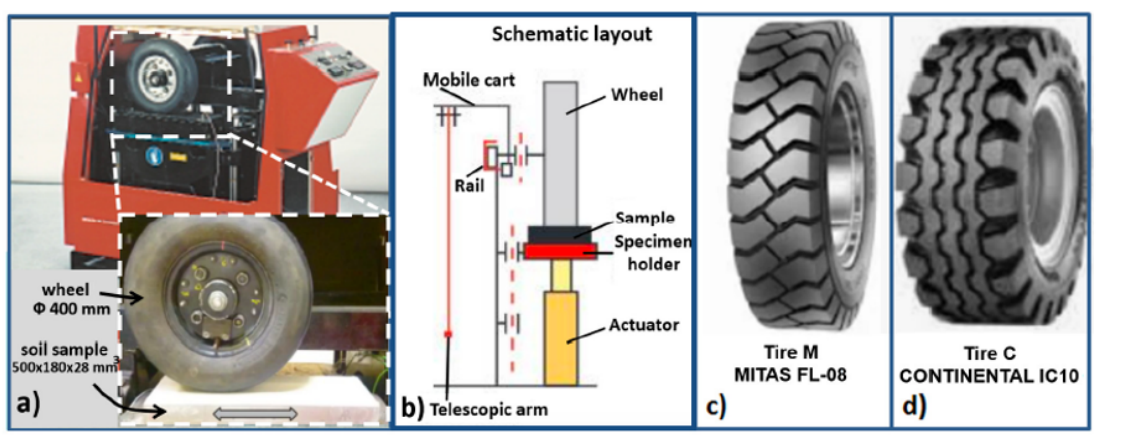 wheel
Φ 400 mm
soil sample
500x180x28 mm³
a)
Schematic layout
Mobile cart
Wheel
Rail
Sample
Specimen
holder
Actuator
b) Telescopic arm
Tire M
MITAS FL-08
c)
Tire C
CONTINENTAL IC10
d)